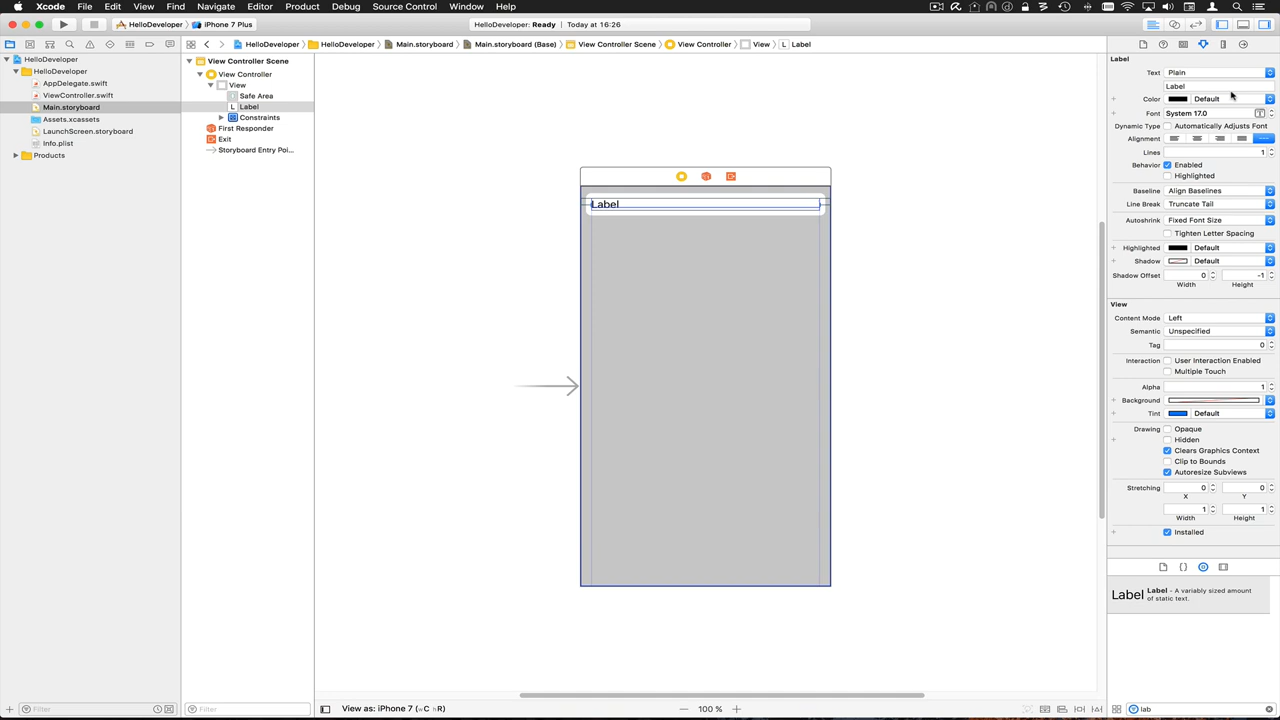 Xcode File Edit View Find Navigate Editor Product Debug Source Control Window Help
HelloDeveloper iPhone 7 Plus HelloDeveloper: Ready Today at 16:26
HelloDeveloper HelloDeveloper Main.storyboard Main.storyboard (Base) View Controller Scene View Controller View L Label
HelloDeveloper
HelloDeveloper
AppDelegate.swift
ViewController.swift
Main.storyboard
Assets.xcassets
LaunchScreen.storyboard
Info.plist
Products
View Controller Scene
View Controller
View
Safe Area
L Label
Constraints
First Responder
Exit
Storyboard Entry Poi...
Label
Label
Text Plain
Label
Color Default
Font System 17.0
Dynamic Type Automatically Adjusts Font
Alignment
Lines 1
Behavior Enabled
Highlighted
Baseline Align Baselines
Line Break Truncate Tail
Autoshrink Fixed Font Size
Tighten Letter Spacing
Highlighted Default
Shadow Default
Shadow Offset 0 -1
Width Height
View
Content Mode Left
Semantic Unspecified
Tag 0
Interaction User Interaction Enabled
Multiple Touch
Alpha 1
Background
Tint Default
Drawing Opaque
Hidden
Clears Graphics Context
Clip to Bounds
Autoresize Subviews
Stretching 0 0
X Y
1 1
Width Height
Installed
Label Label - A variably sized amount
of static text.
Filter
Filter
View as: iPhone 7 (wC hR)
100 %
lab